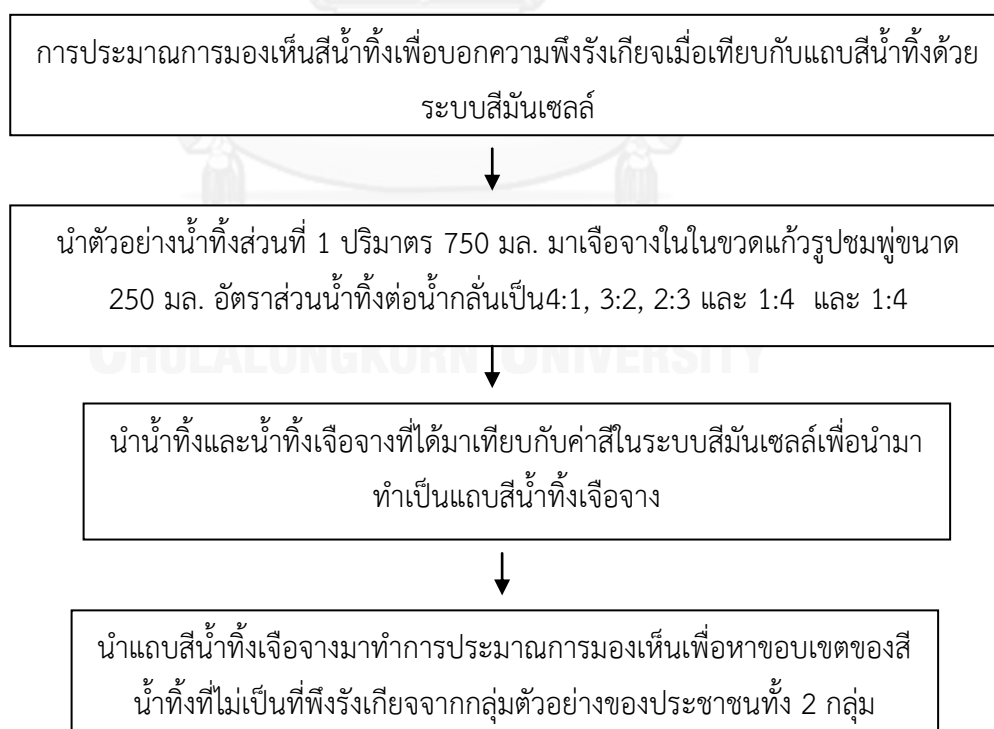 การประมาณการมองเห็นสีน้ำทิ้งเพื่อบอกความพึงรังเกียจเมื่อเทียบกับแถบสีน้ำทิ้งด้วย
ระบบสีมันเซลล์
นำตัวอย่างน้ำทิ้งส่วนที่ 1 ปริมาตร 750 มล. มาเจือจางในในขวดแก้วรูปชมพู่ขนาด
250 มล. อัตราส่วนน้ำทิ้งต่อน้ำกลั่นเป็น4:1, 3:2, 2:3 และ 1:4 และ 1:4
CHULALONGKORN UNIVERSITY
นำน้ำทิ้งและน้ำทิ้งเจือจางที่ได้มาเทียบกับค่าสีในระบบสีมันเซลล์เพื่อนำมา
ทำเป็นแถบสีน้ำทิ้งเจือจาง
นำแถบสีน้ำทิ้งเจือจางมาทำการประมาณการมองเห็นเพื่อหาขอบเขตของสี
น้ำทิ้งที่ไม่เป็นที่พึงรังเกียจจากกลุ่มตัวอย่างของประชาชนทั้ง 2 กลุ่ม